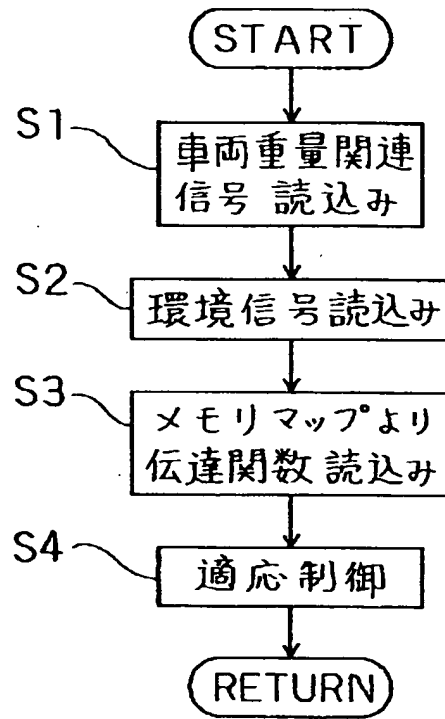 START
S1
車両重量関連
信号読込み
S2
環境信号読込み
S3
メモリマップより
伝達関数読込み
S4
適応制御
RETURN